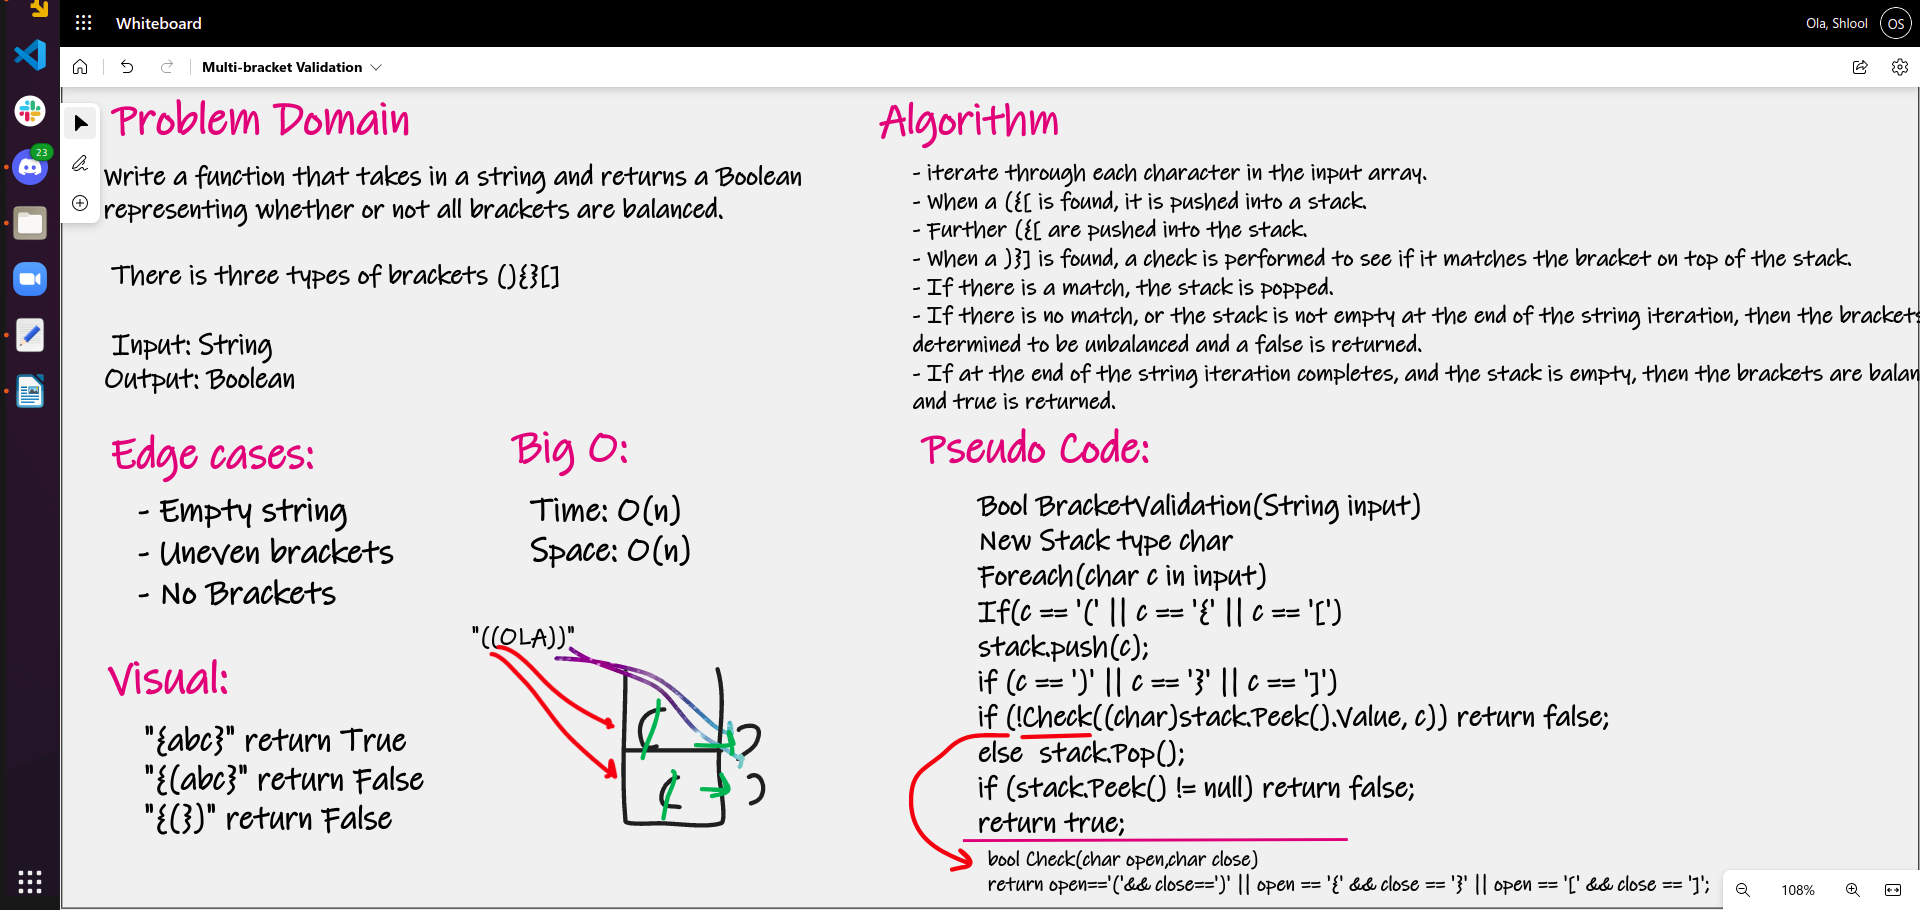 Whiteboard
Ola, Shlool
OS
Multi-bracket Validation
23
Problem Domain
Write a function that takes in a string and returns a Boolean
representing whether or not all brackets are balanced.
There is three types of brackets (){}[]
Input: String
Output: Boolean
Edge cases:
- Empty string
- Uneven brackets
- No Brackets
Big O:
Time: O(n)
Space: O(n)
Visual:
"{abc}" return True
"{(abc}" return False
"{(})" return False
"((OLA))"
(
)
(
)
Algorithm
- iterate through each character in the input array.
- When a ({[ is found, it is pushed into a stack.
- Further ({[ are pushed into the stack.
- When a )}] is found, a check is performed to see if it matches the bracket on top of the stack.
- If there is a match, the stack is popped.
- If there is no match, or the stack is not empty at the end of the string iteration, then the brackets
determined to be unbalanced and a false is returned.
- If at the end of the string iteration completes, and the stack is empty, then the brackets are balan
and true is returned.
Pseudo Code:
Bool BracketValidation(String input)
New Stack type char
Foreach(char c in input)
If(c == '(' || c == '{' || c == '[')
stack.push(c);
if (c == ')' || c == '}' || c == ']')
if (!Check((char)stack.Peek().Value, c)) return false;
else stack.Pop();
if (stack.Peek() != null) return false;
return true;
bool Check(char open,char close)
return open=='('&& close==')' || open == '{' && close == '}' || open == '[' && close == ']';
108%